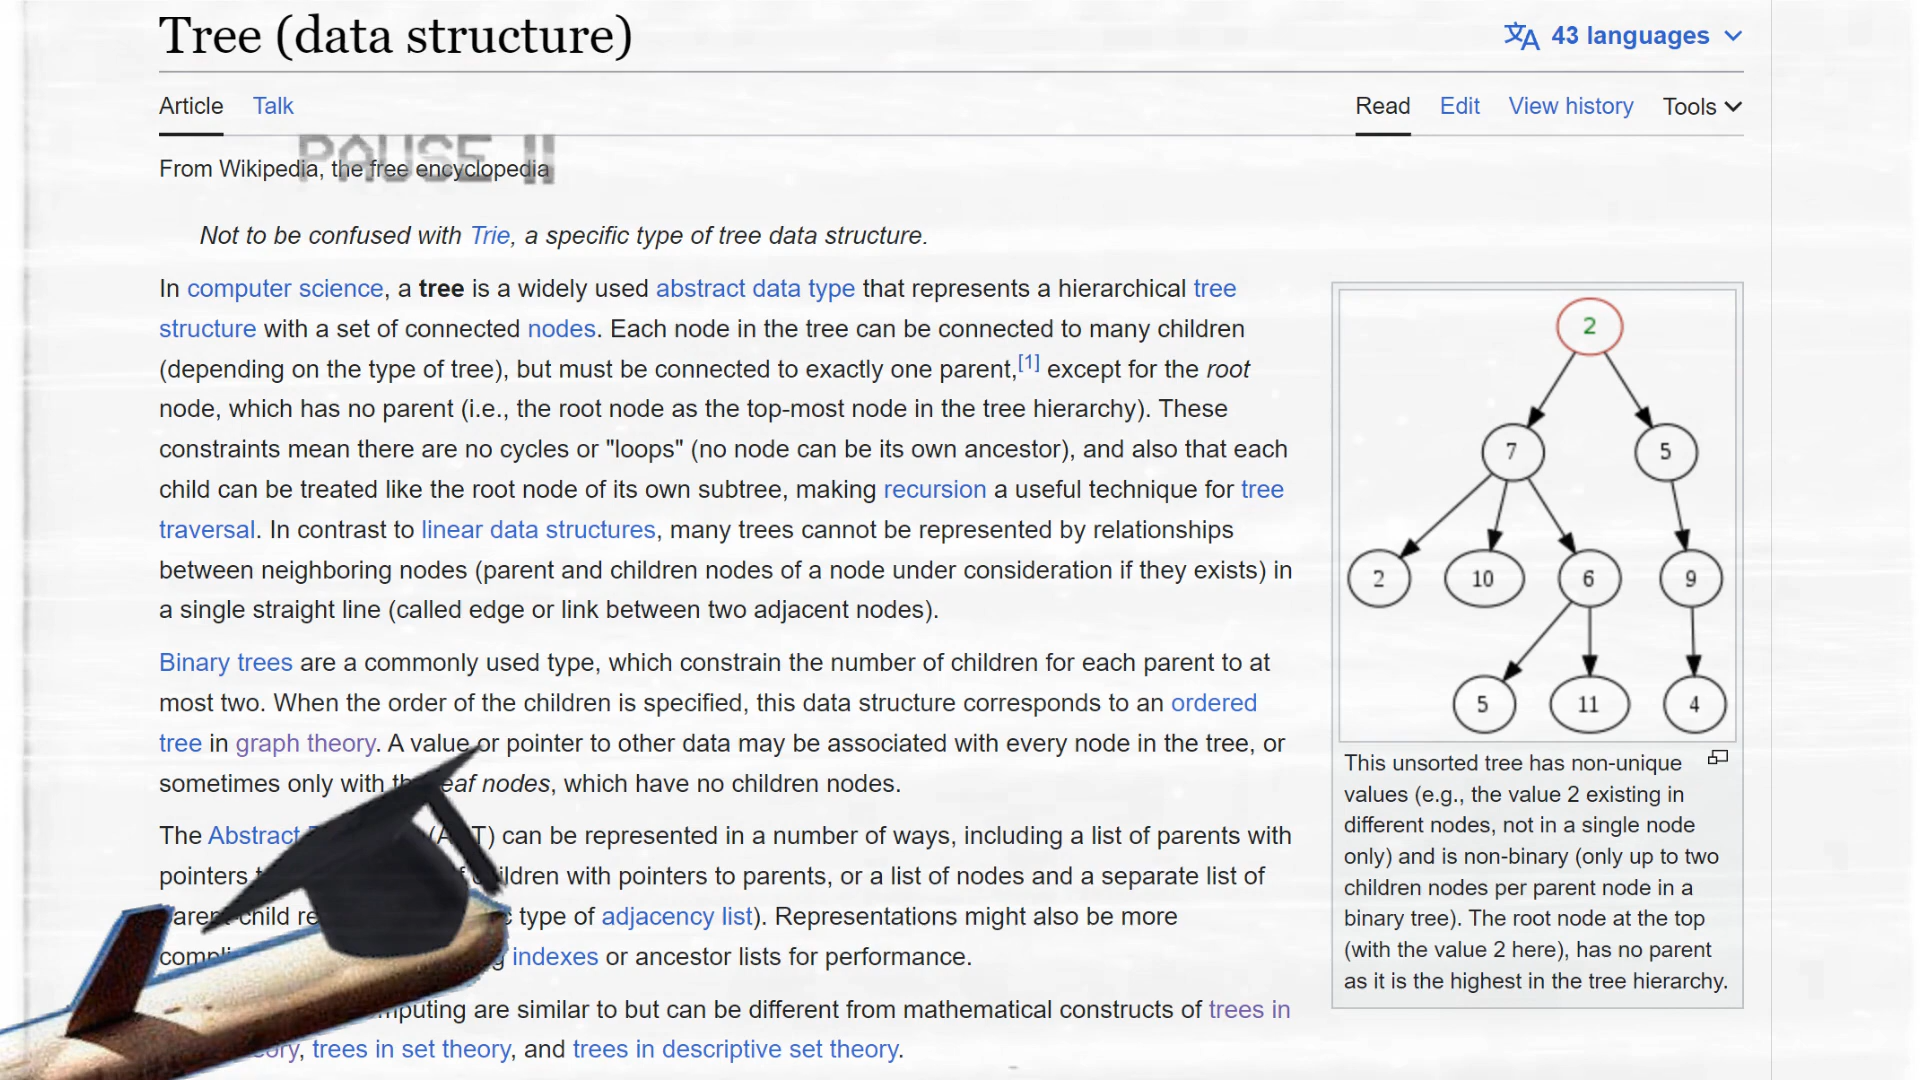 Tree (data structure)
43 languages
Article Talk
Read Edit View history Tools
PAUSE
From Wikipedia, the free encyclopedia
Not to be confused with Trie, a specific type of tree data structure.
In computer science, a tree is a widely used abstract data type that represents a hierarchical tree
structure with a set of connected nodes. Each node in the tree can be connected to many children
(depending on the type of tree), but must be connected to exactly one parent,[1] except for the root
node, which has no parent (i.e., the root node as the top-most node in the tree hierarchy). These
constraints mean there are no cycles or "loops" (no node can be its own ancestor), and also that each
child can be treated like the root node of its own subtree, making recursion a useful technique for tree
traversal. In contrast to linear data structures, many trees cannot be represented by relationships
between neighboring nodes (parent and children nodes of a node under consideration if they exists) in
a single straight line (called edge or link between two adjacent nodes).
Binary trees are a commonly used type, which constrain the number of children for each parent to at
most two. When the order of the children is specified, this data structure corresponds to an ordered
tree in graph theory. A value or pointer to other data may be associated with every node in the tree, or
sometimes only with leaf nodes, which have no children nodes.
The Abstract can be represented in a number of ways, including a list of parents with
pointers children with pointers to parents, or a list of nodes and a separate list of
child type of adjacency list). Representations might also be more
indexes or ancestor lists for performance.
are similar to but can be different from mathematical constructs of trees in
trees in set theory, and trees in descriptive set theory.
2
7 5
2 10 6 9
5 11 4
This unsorted tree has non-unique
values (e.g., the value 2 existing in
different nodes, not in a single node
only) and is non-binary (only up to two
children nodes per parent node in a
binary tree). The root node at the top
(with the value 2 here), has no parent
as it is the highest in the tree hierarchy.